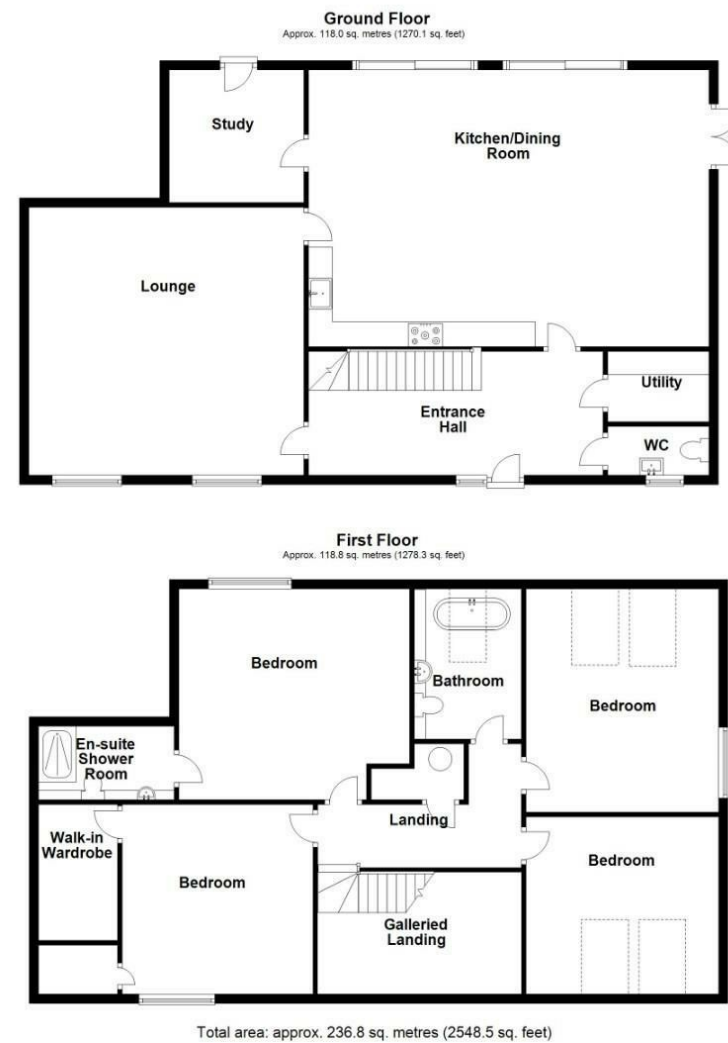 Ground Floor
Approx. 118.0 sq. metres (1270.1 sq. feet)
Study
Kitchen/Dining
Room
Lounge
Entrance
Hall
Utility
WC
First Floor
Approx. 118.8 sq. metres (1278.3 sq. feet)
Bedroom
Bathroom
Bedroom
En-suite
Shower
Room
Landing
Walk-in
Wardrobe
Bedroom
Galleried
Landing
Bedroom
Total area: approx. 236.8 sq. metres (2548.5 sq. feet)